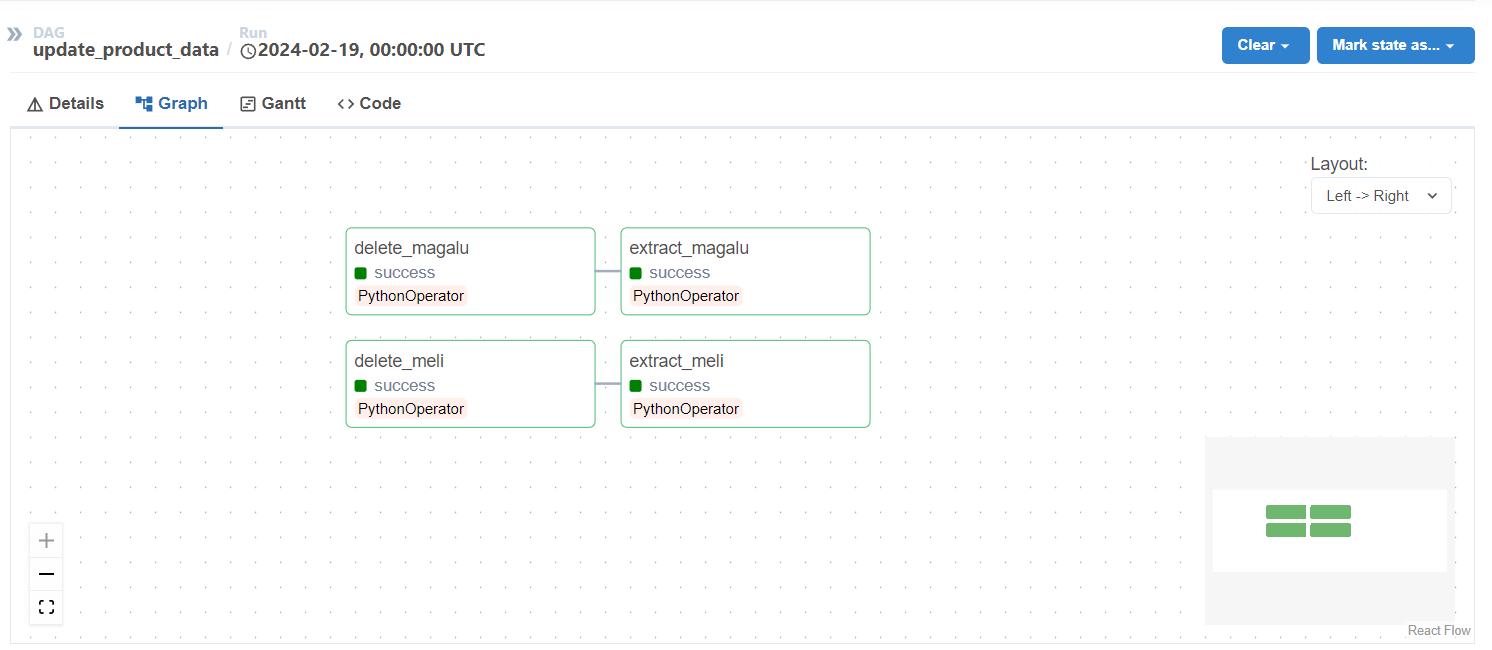 DAG
update_product_data
/
Run
2024-02-19, 00:00:00 UTC
Clear
Mark state as...
Details
Graph
Gantt
<> Code
Layout:
Left -> Right
delete_magalu
success
PythonOperator
extract_magalu
success
PythonOperator
delete_meli
success
PythonOperator
extract_meli
success
PythonOperator
React Flow